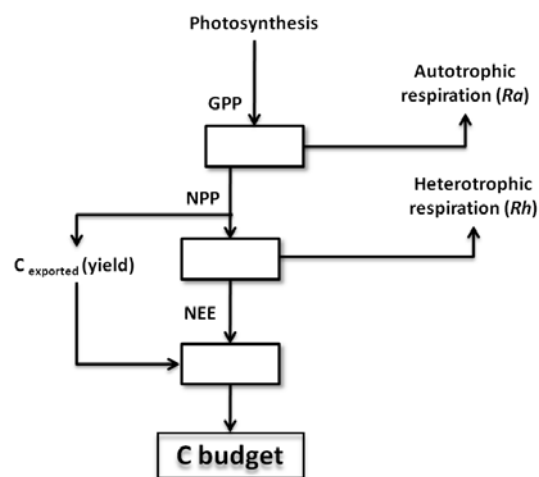 Photosynthesis
Autotrophic
respiration (Ra)
GPP
NPP
Heterotrophic
respiration (Rh)
C exported (yield)
NEE
C budget